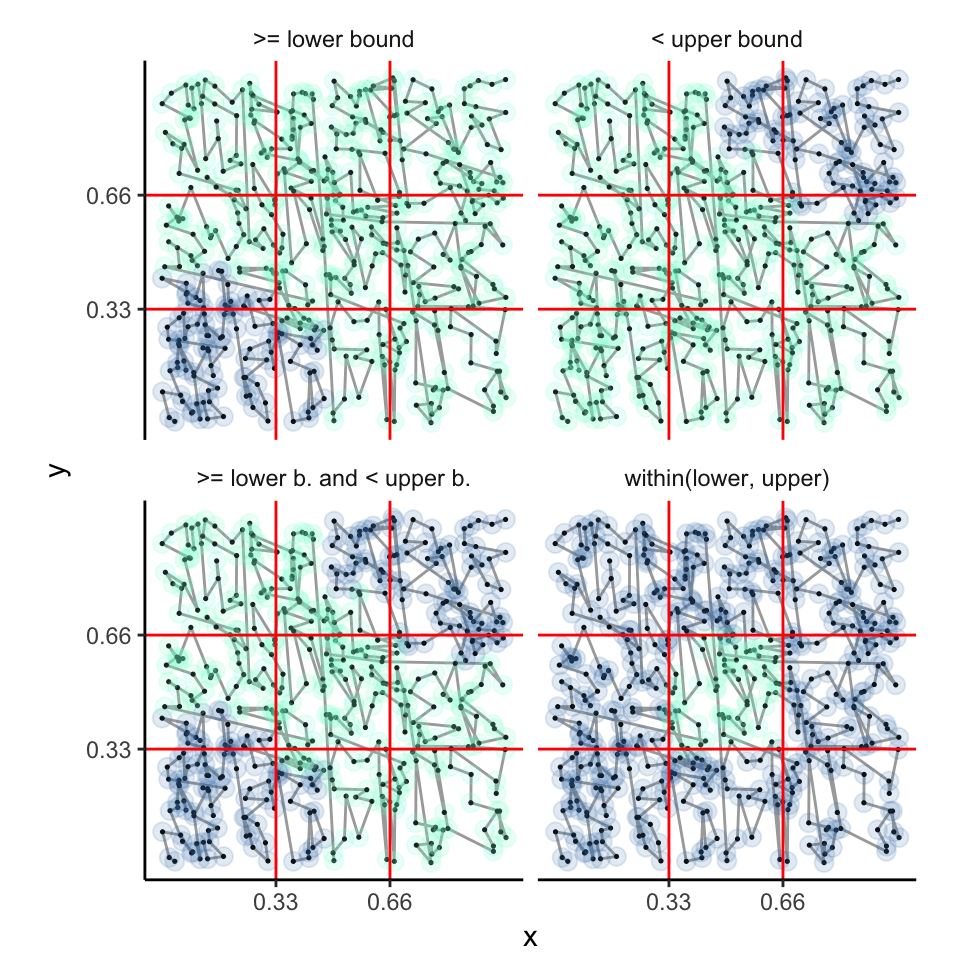 >= lower bound
< upper bound
0.66
0.33
y
>= lower b. and < upper b.
within(lower, upper)
0.66
0.33
0.33
0.66
0.33
0.66
x